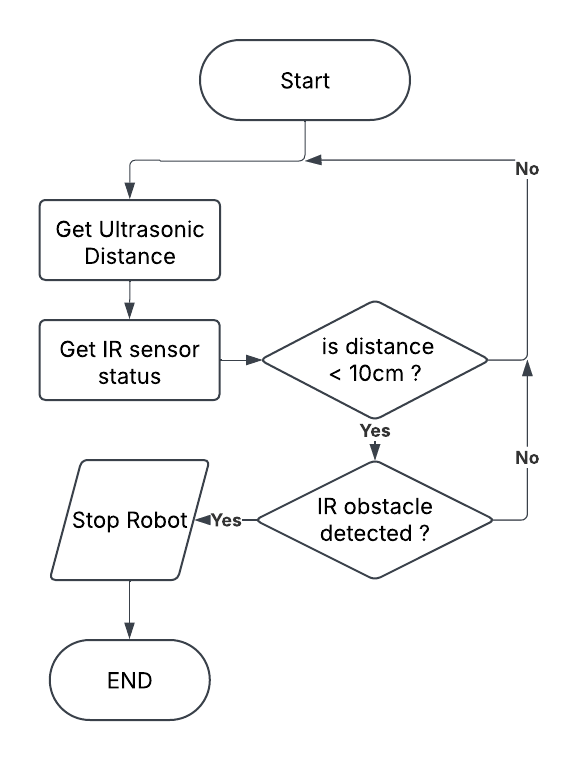 Start
No
Get Ultrasonic
Distance
Get IR sensor
status
is distance
< 10cm ?
Yes
No
IR obstacle
detected ?
Yes
Stop Robot
END